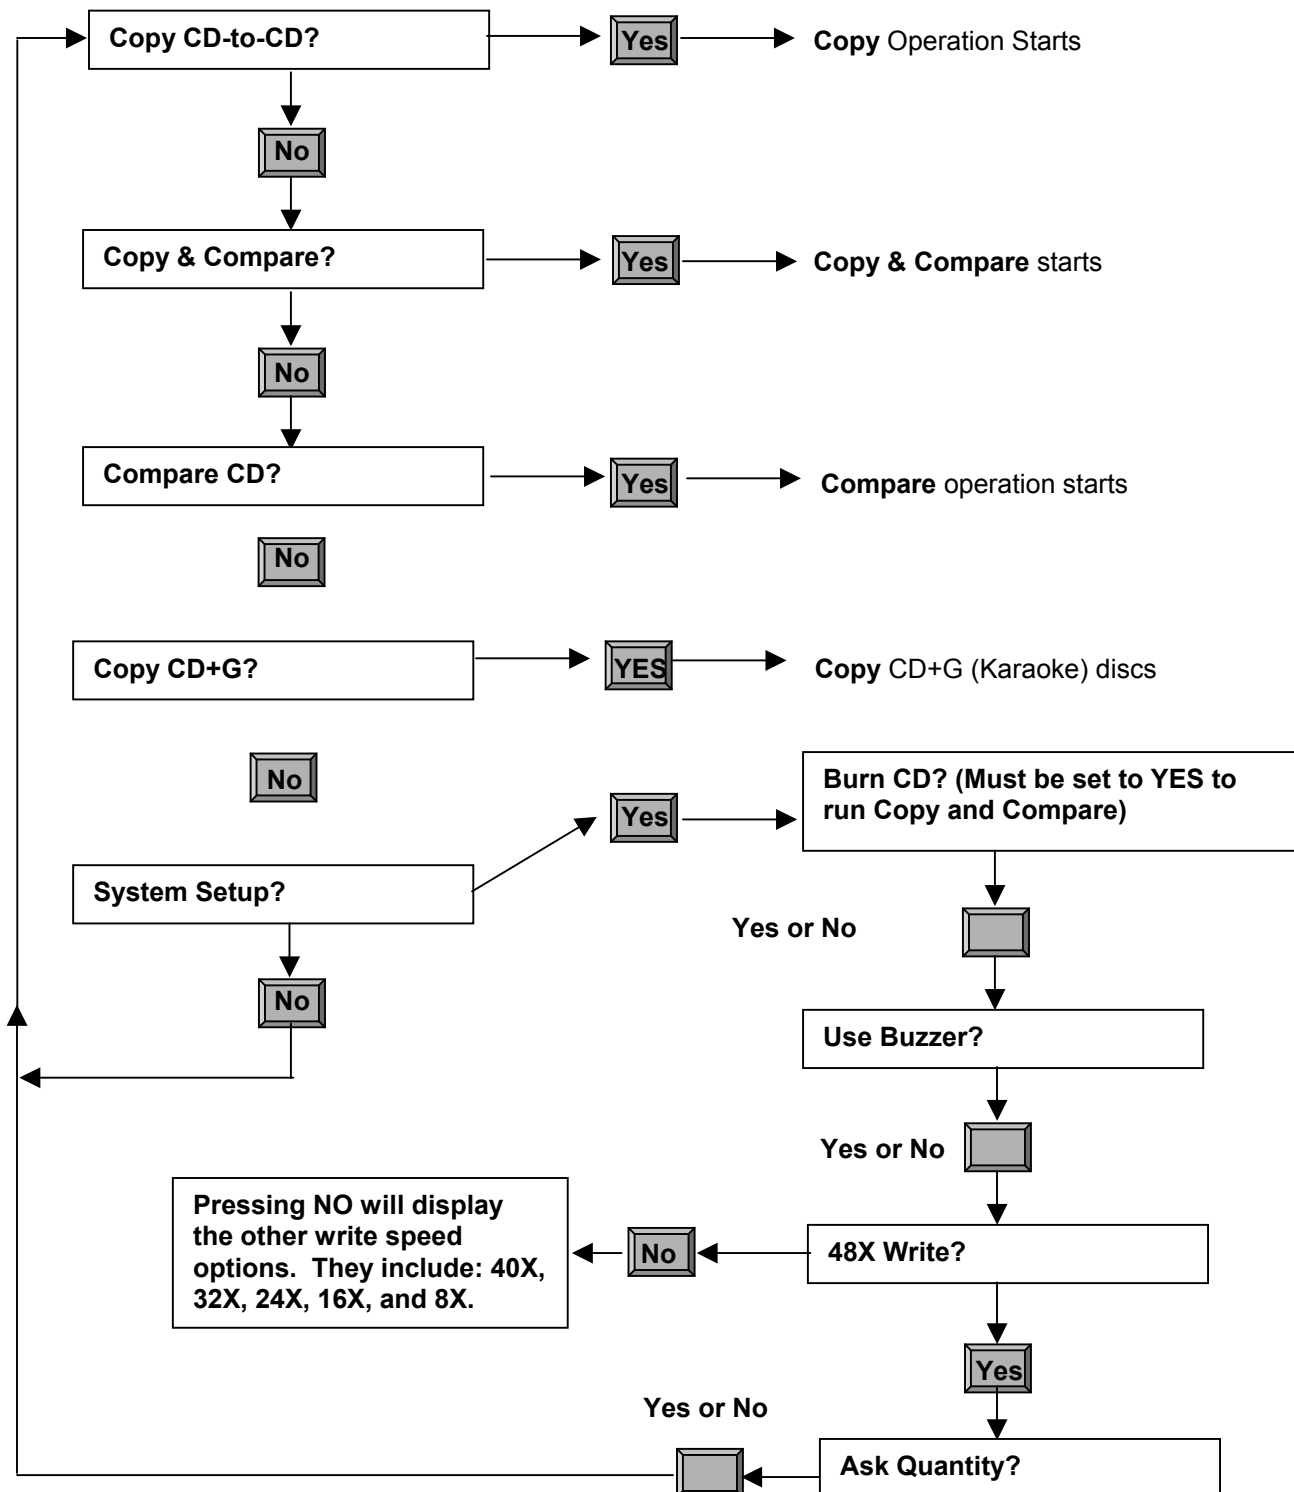 Copy CD-to-CD?
Yes
Copy Operation Starts
No
Copy & Compare?
Yes
Copy & Compare starts
No
Compare CD?
Yes
Compare operation starts
No
Copy CD+G?
YES
Copy CD+G (Karaoke) discs
No
Burn CD? (Must be set to YES to
run Copy and Compare)
Yes
System Setup?
Yes or No
No
Use Buzzer?
Yes or No
Pressing NO will display
the other write speed
options.  They include: 40X,
32X, 24X, 16X, and 8X.
No
48X Write?
Yes
Yes or No
Ask Quantity?